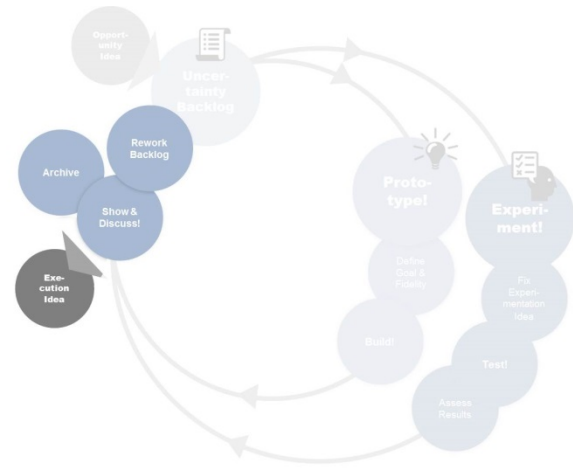 Opport-
unity
Idea
Uncer-
tainty
Backlog
Rework
Backlog
Archive
Show &
Discuss!
Exe-
cution
Idea
Proto-
type!
Define
Goal &
Fidelity
Build!
Experi-
ment!
Fix
Experi-
mentation
Idea
Test!
Assess
Results